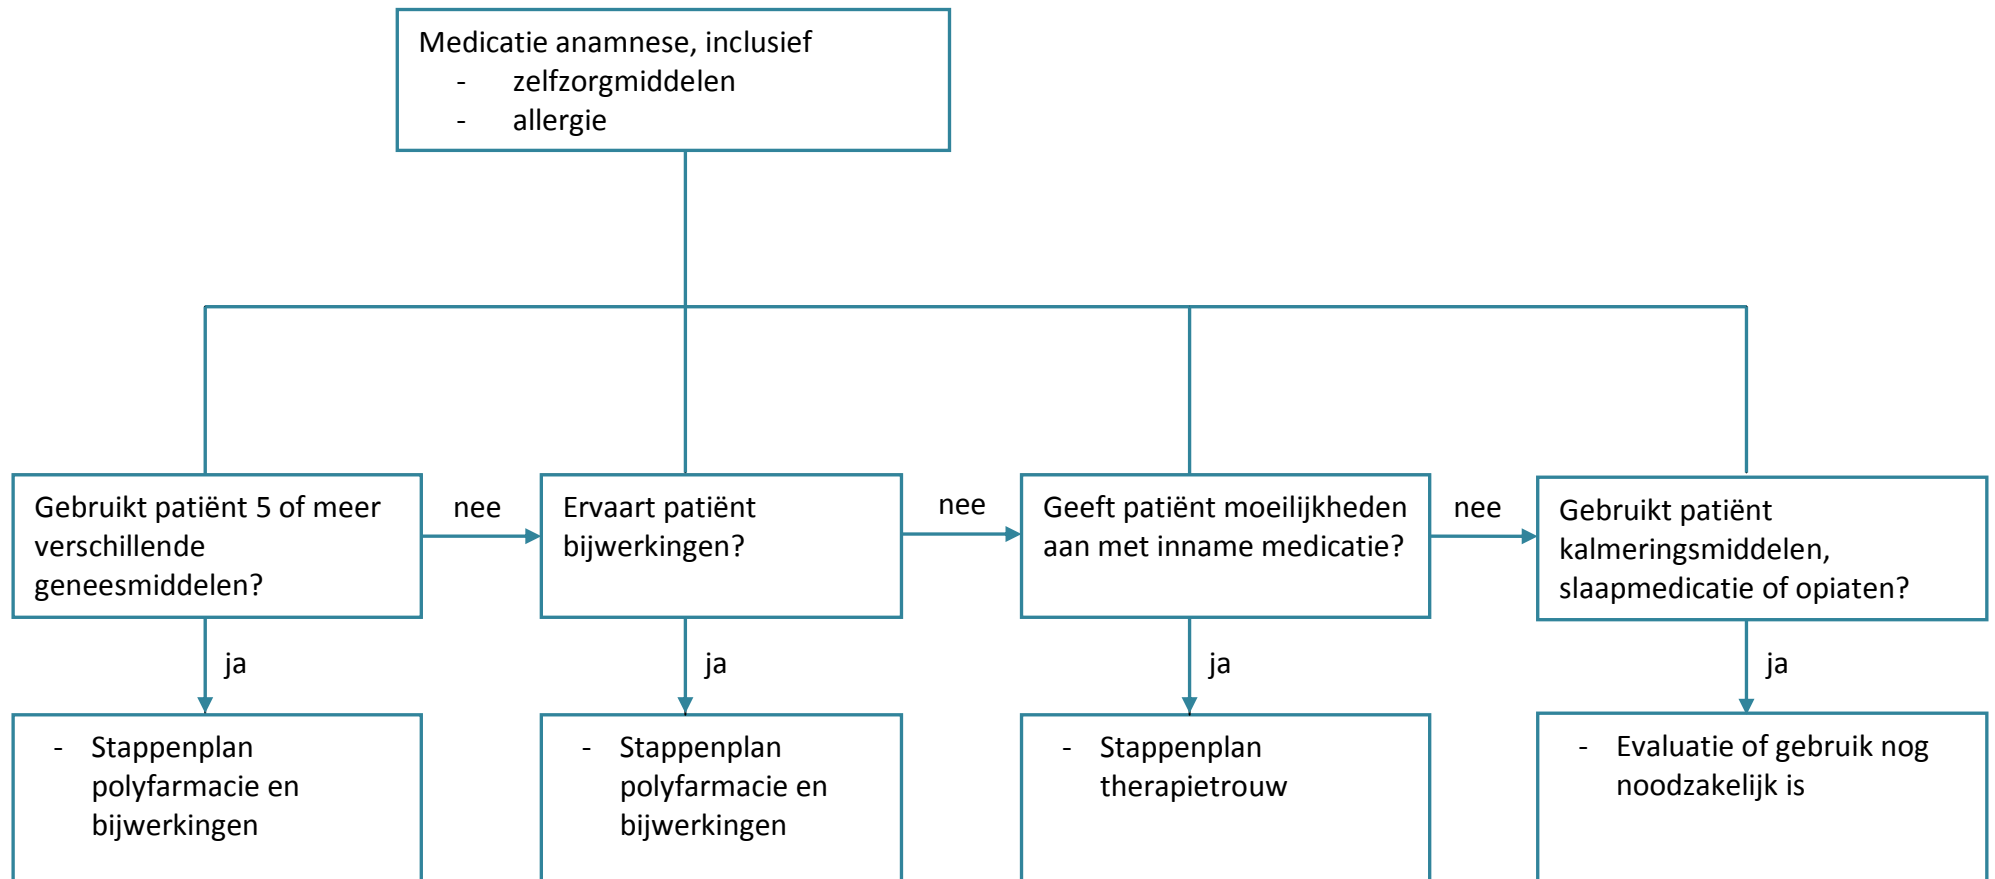 Medicatie anamnese, inclusief
- zelfzorgmiddelen
- allergie
Gebruikt patiënt 5 of meer
verschillende
geneesmiddelen?
nee
Ervaart patiënt
bijwerkingen?
nee
Geeft patiënt moeilijkheden
aan met inname medicatie?
nee
Gebruikt patiënt
kalmeringsmiddelen,
slaapmedicatie of opiaten?
ja
ja
ja
ja
- Stappenplan
polyfarmacie en
bijwerkingen
- Stappenplan
polyfarmacie en
bijwerkingen
- Stappenplan
therapietrouw
- Evaluatie of gebruik nog
noodzakelijk is